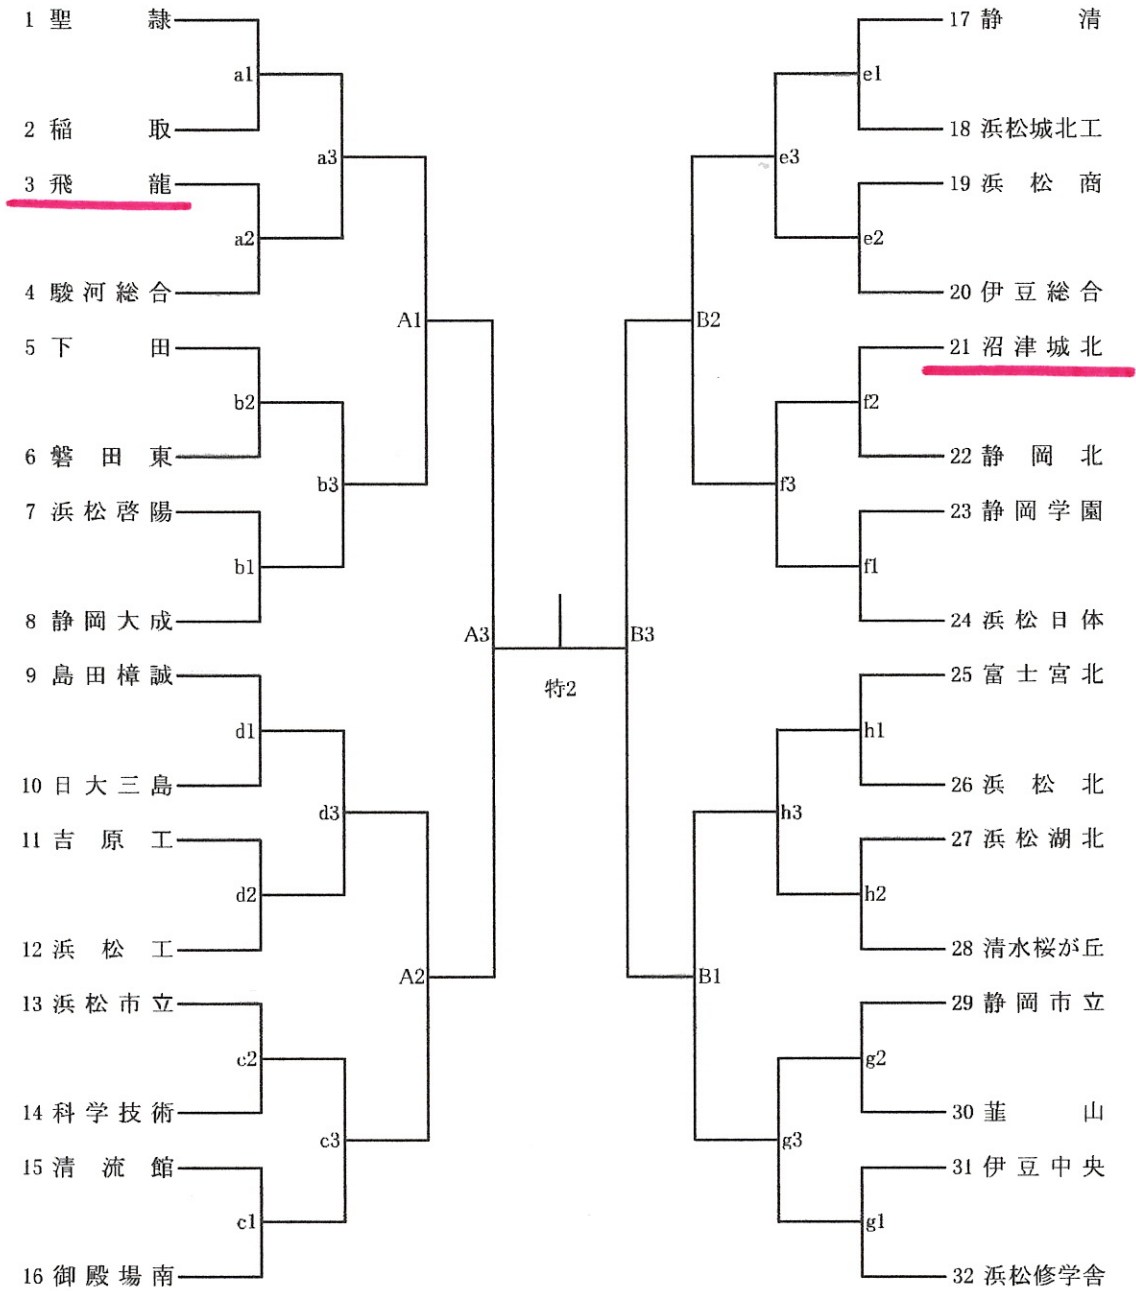 1 聖隷
a1
2 稲取
a3
3 飛龍
a2
4 駿河総合
A1
5 下田
b2
6 磐田東
b3
7 浜松啓陽
b1
8 静岡大成
A3
9 島田樟誠
d1
10 日大三島
d3
11 吉原工
d2
12 浜松工
A2
13 浜松市立
c2
14 科学技術
c3
15 清流館
c1
16 御殿場南
特2
17 静清
e1
18 浜松城北工
e3
19 浜松商
e2
20 伊豆総合
B2
21 沼津城北
f2
22 静岡北
f3
23 静岡学園
f1
24 浜松日体
B3
25 富士宮北
h1
26 浜松北
h3
27 浜松湖北
h2
28 清水桜が丘
B1
29 静岡市立
g2
30 韮山
g3
31 伊豆中央
g1
32 浜松修学舎